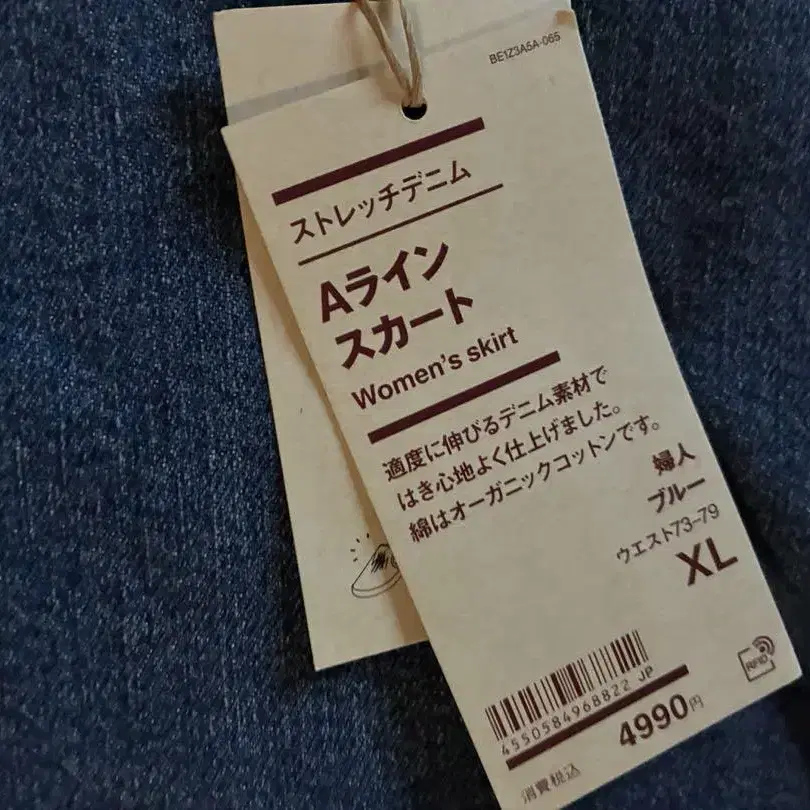 BE1Z3A5A-065
ストレッチデニム
Aライン
スカート
Women's skirt
適度に伸びるデニム素材で
はき心地よく仕上げました。
綿はオーガニックコットンです。
婦人
ブルー
ウエスト73-79
XL
RFID
4550584968822 JP
4990円
消費税込